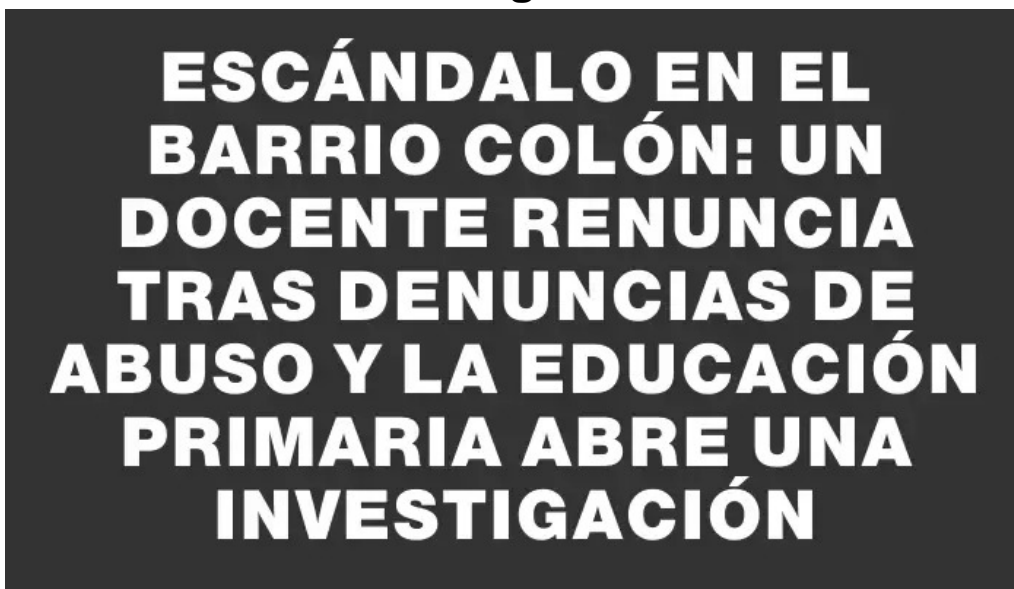 ESCÁNDALO EN EL
BARRIO COLÓN: UN
DOCENTE RENUNCIA
TRAS DENUNCIAS DE
ABUSO Y LA EDUCACIÓN
PRIMARIA ABRE UNA
INVESTIGACIÓN